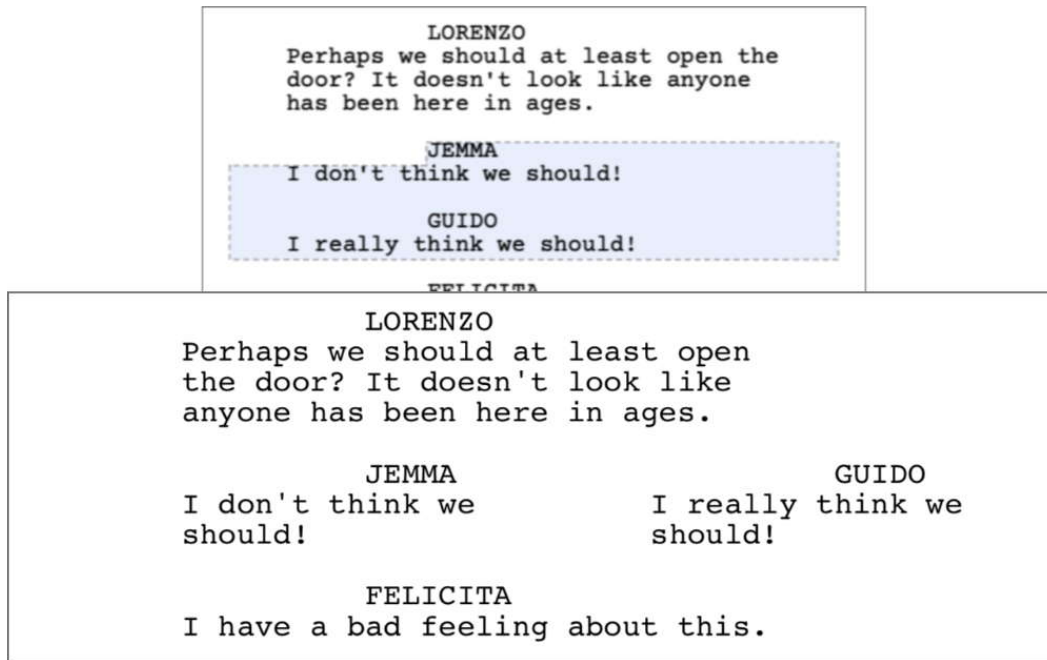 LORENZO
Perhaps we should at least open the
door? It doesn't look like anyone
has been here in ages.
JEMMA
I don't think we should!
GUIDO
I really think we should!
FELICITA
LORENZO
Perhaps we should at least open
the door? It doesn't look like
anyone has been here in ages.
JEMMA
I don't think we
should!
GUIDO
I really think we
should!
FELICITA
I have a bad feeling about this.